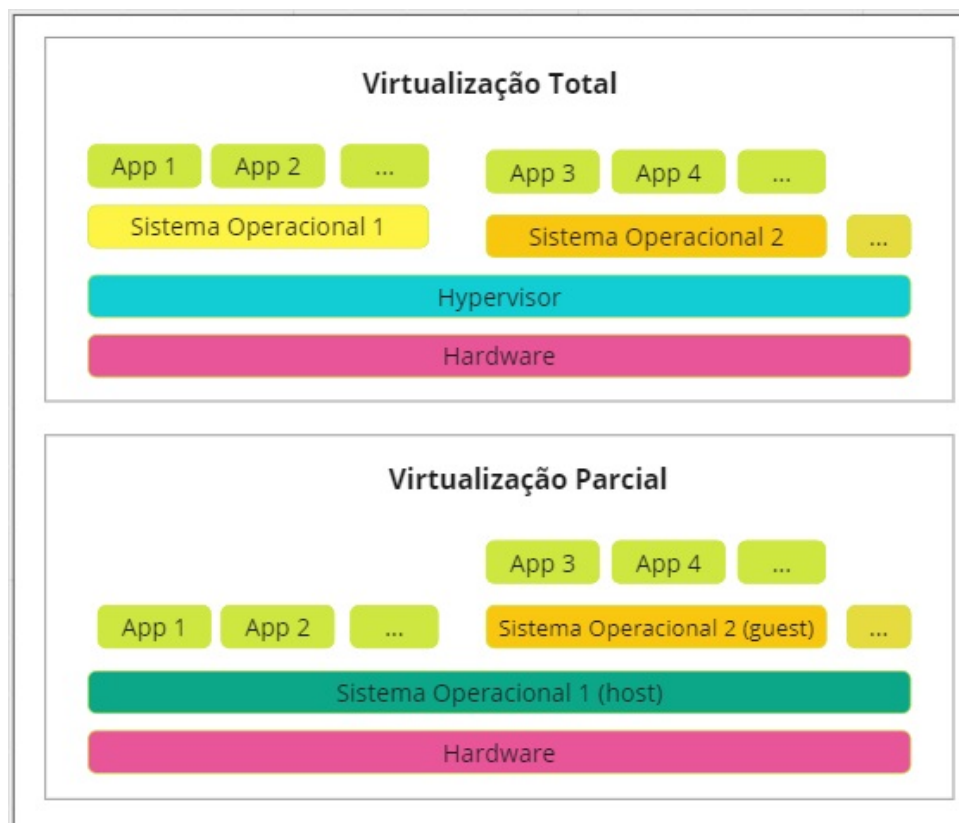 Virtualização Total
App 1 App 2 ... App 3 App 4 ...
Sistema Operacional 1 Sistema Operacional 2 ...
Hypervisor
Hardware
Virtualização Parcial
App 3 App 4 ...
App 1 App 2 ... Sistema Operacional 2 (guest) ...
Sistema Operacional 1 (host)
Hardware